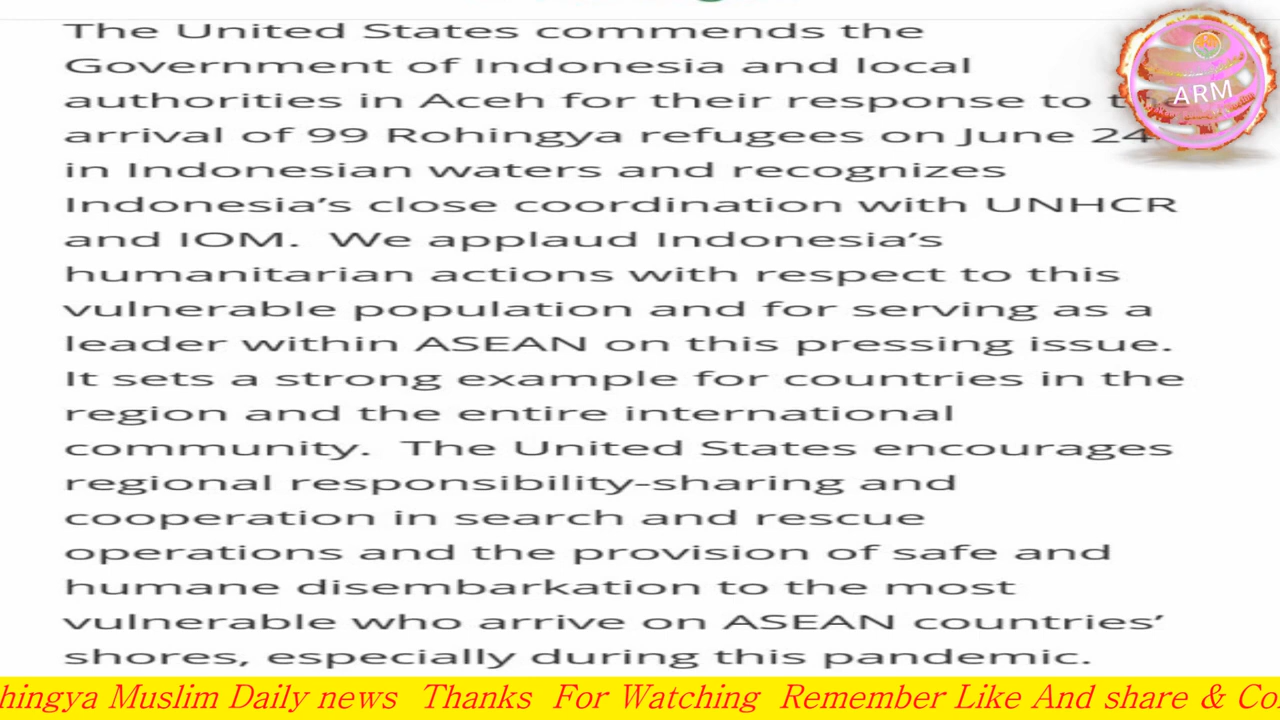 The United States commends the
Government of Indonesia and local
authorities in Aceh for their response to
arrival of 99 Rohingya refugees on June 24
in Indonesian waters and recognizes
Indonesia’s close coordination with UNHCR
and IOM.  We applaud Indonesia’s
humanitarian actions with respect to this
vulnerable population and for serving as a
leader within ASEAN on this pressing issue.
It sets a strong example for countries in the
region and the entire international
community.  The United States encourages
regional responsibility-sharing and
cooperation in search and rescue
operations and the provision of safe and
humane disembarkation to the most
vulnerable who arrive on ASEAN countries’
shores, especially during this pandemic.
ARM
hingya Muslim Daily news  Thanks  For Watching  Remember Like And share & Co